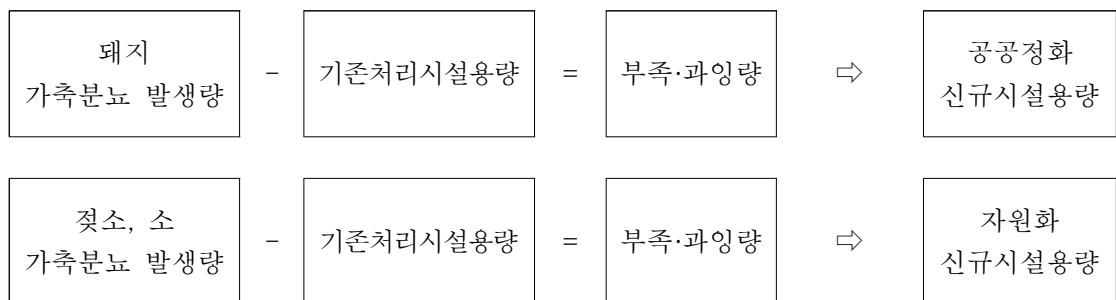 돼지
가축분뇨 발생량
-
기존처리시설용량
=
부족·과잉량
⇨
공공정화
신규시설용량
젖소, 소
가축분뇨 발생량
-
기존처리시설용량
=
부족·과잉량
⇨
자원화
신규시설용량